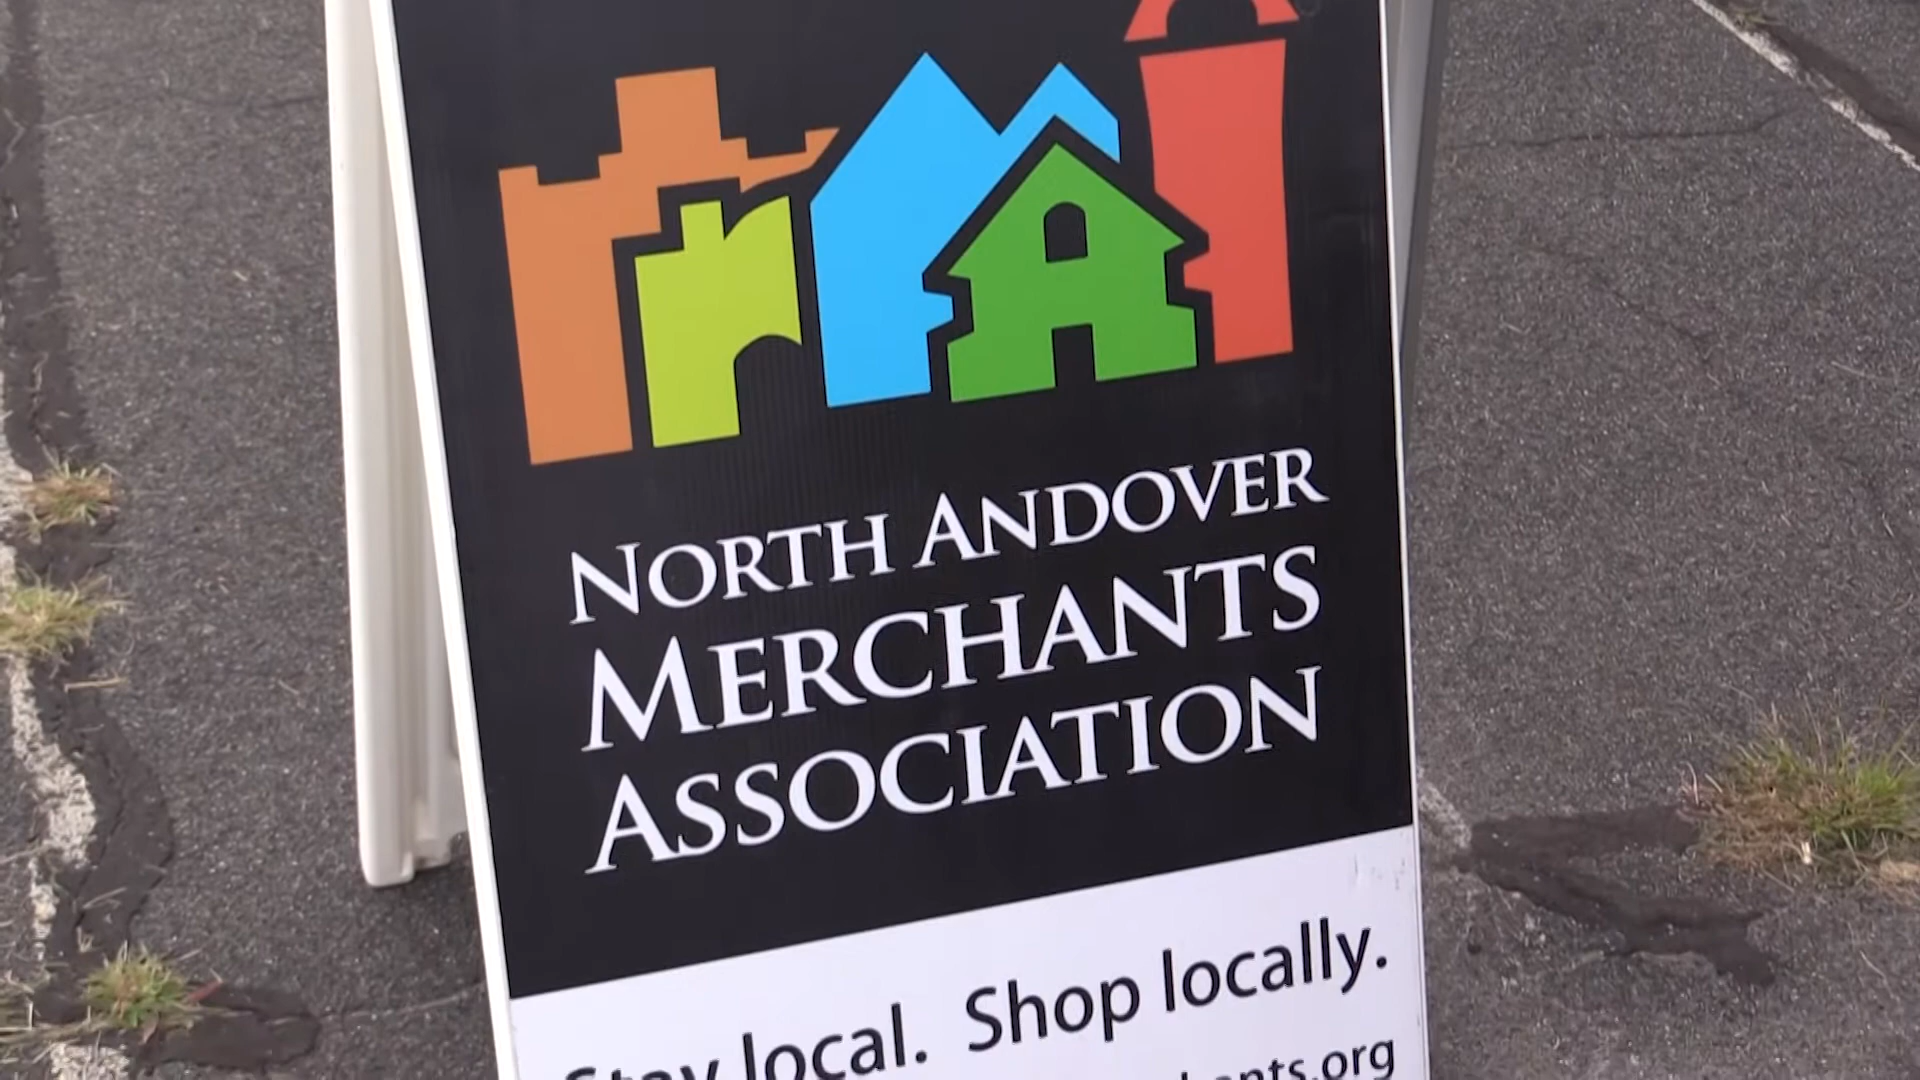 North Andover
Merchants
Association
Stay local. Shop locally.